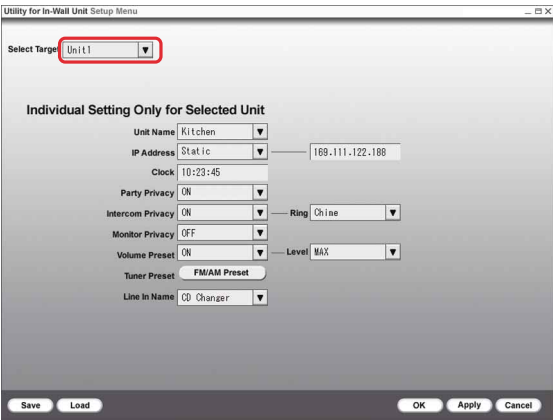 Utility for In-Wall Unit Setup Menu
Select Target Unit1
Individual Setting Only for Selected Unit
Unit Name Kitchen
IP Address Static 169.111.122.188
Clock 10:23:45
Party Privacy ON
Intercom Privacy ON Ring Chine
Monitor Privacy OFF
Volume Preset ON Level MAX
Tuner Preset FM/AM Preset
Line In Name CD Changer
Save Load OK Apply Cancel